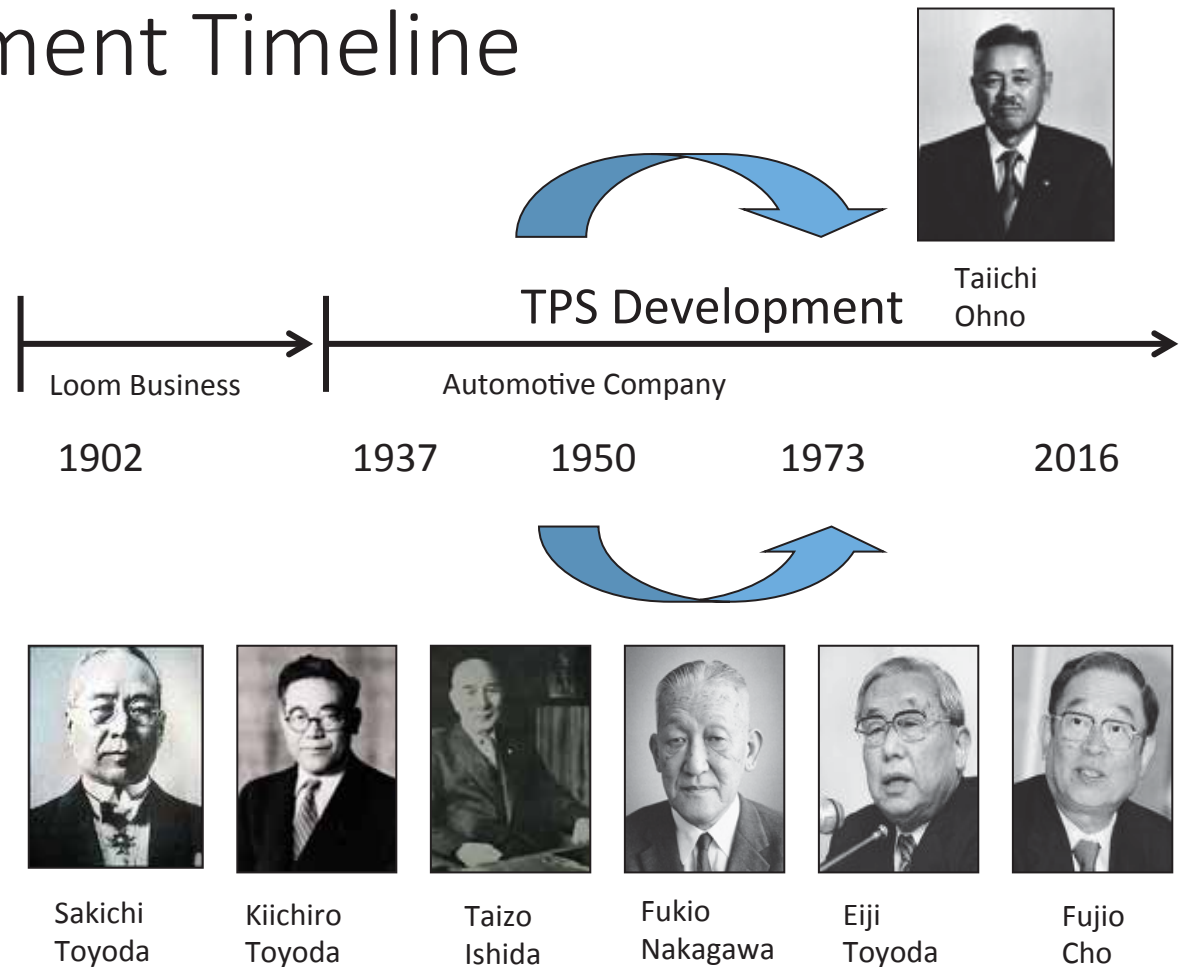 ment Timeline
Taiichi
Ohno
TPS Development
Loom Business
Automotive Company
1902
1937
1950
1973
2016
Sakichi
Toyoda
Kiichiro
Toyoda
Taizo
Ishida
Fukio
Nakagawa
Eiji
Toyoda
Fujio
Cho